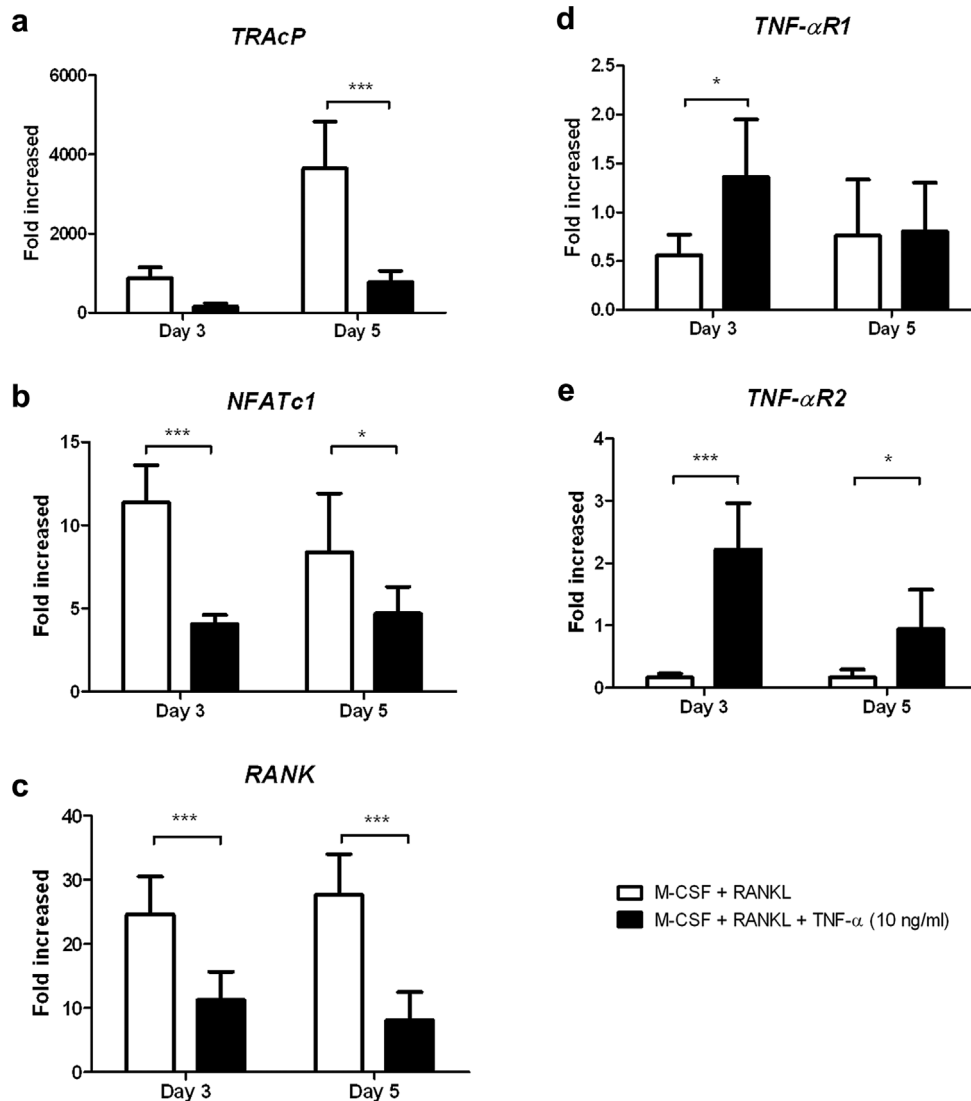 a
TRAcP
Fold increased
6000
4000
2000
0
***
Day 3
Day 5
b
NFATc1
Fold increased
15
10
5
0
***
*
Day 3
Day 5
c
RANK
Fold increased
40
30
20
10
0
***
***
Day 3
Day 5
d
TNF-αR1
Fold increased
2.5
2.0
1.5
1.0
0.5
0.0
*
Day 3
Day 5
e
TNF-αR2
Fold increased
4
3
2
1
0
***
*
Day 3
Day 5
M-CSF + RANKL
M-CSF + RANKL + TNF-α (10 ng/ml)